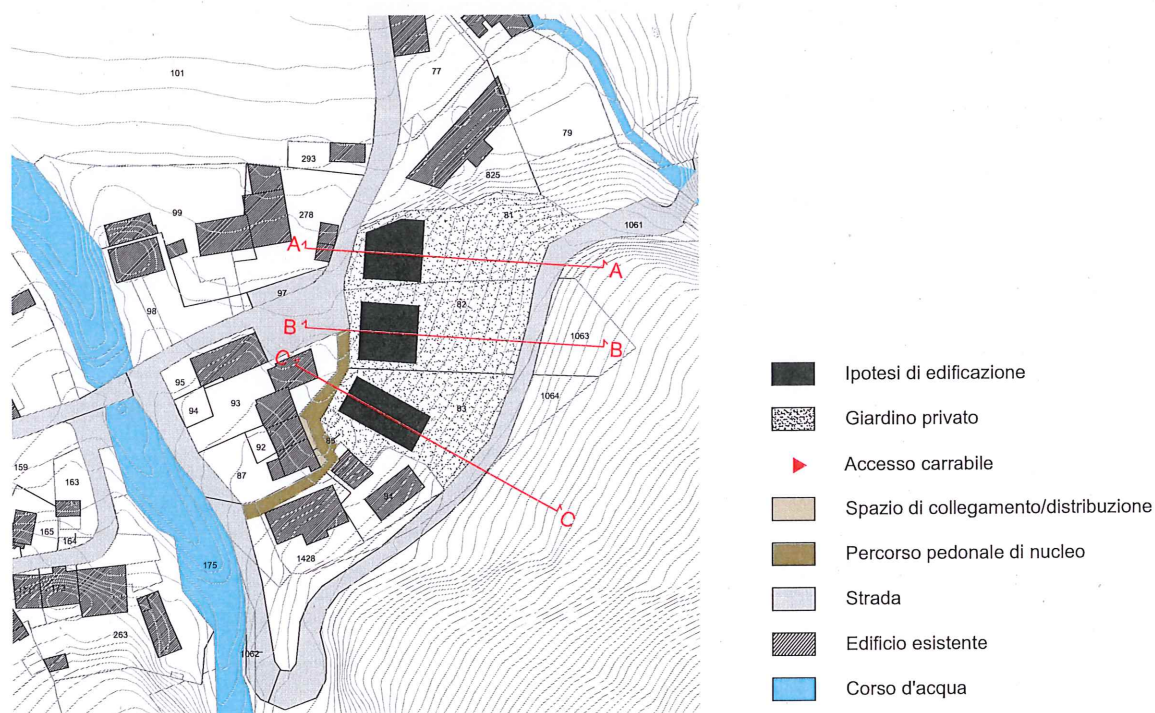 101
77
79
293
825
99
278
81
1061
A
A
97
82
98
B
B
1063
C
95
1064
94
93
83
92
85
159
163
87
91
165
164
1428
175
C
173
263
1062
Ipotesi di edificazione
Giardino privato
Accesso carrabile
Spazio di collegamento/distribuzione
Percorso pedonale di nucleo
Strada
Edificio esistente
Corso d'acqua